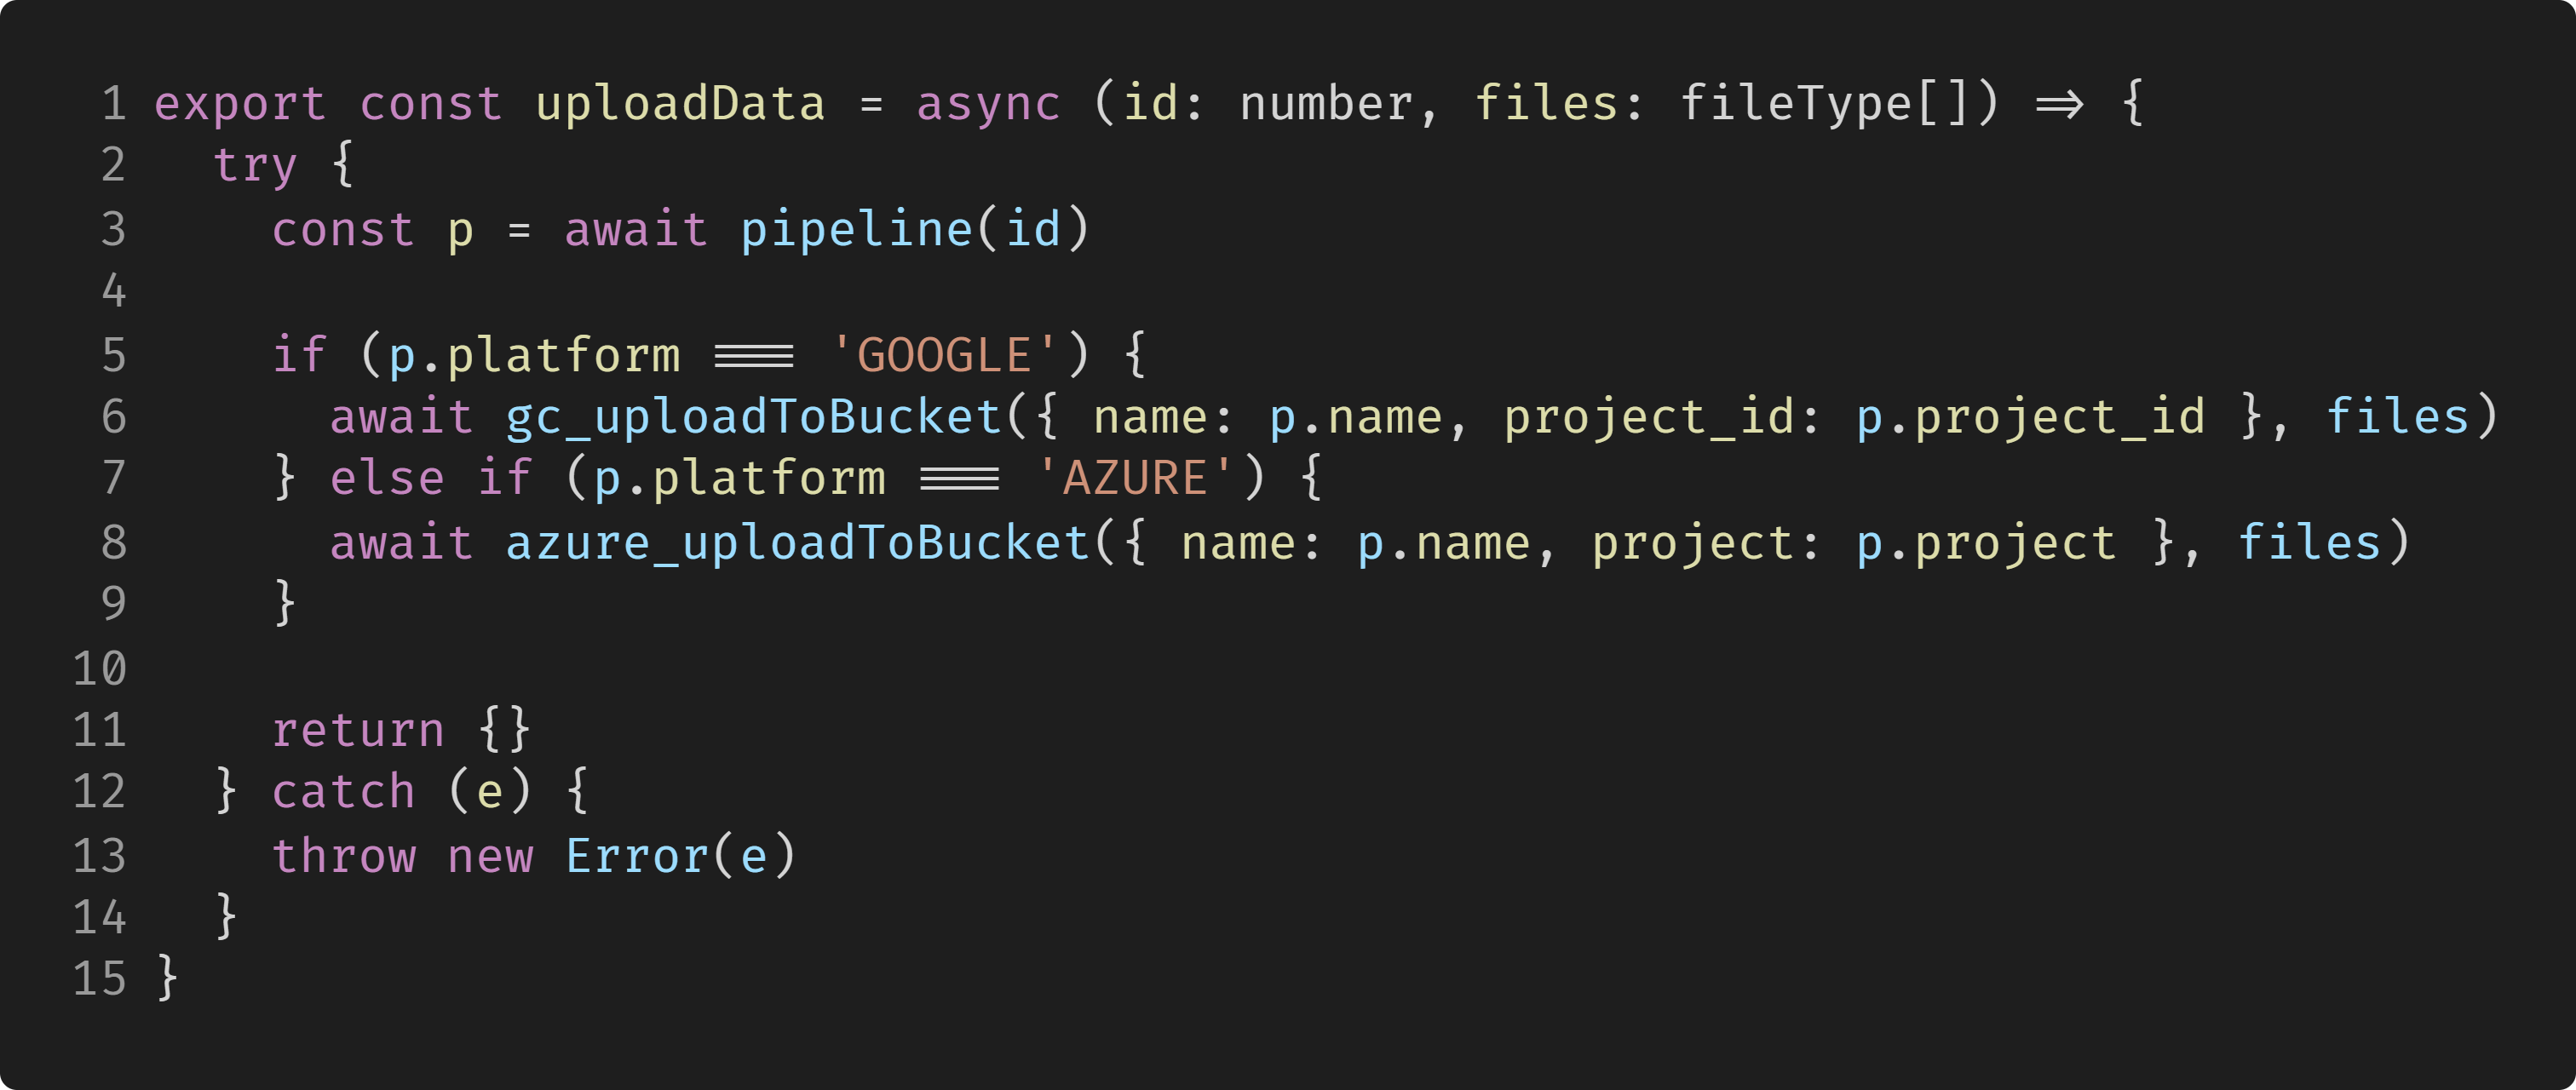 1 export const uploadData = async (id: number, files: fileType[]) => {
2   try {
3     const p = await pipeline(id)
4
5     if (p.platform === 'GOOGLE') {
6       await gc_uploadToBucket({ name: p.name, project_id: p.project_id }, files)
7     } else if (p.platform === 'AZURE') {
8       await azure_uploadToBucket({ name: p.name, project: p.project }, files)
9     }
10
11     return {}
12   } catch (e) {
13     throw new Error(e)
14   }
15 }